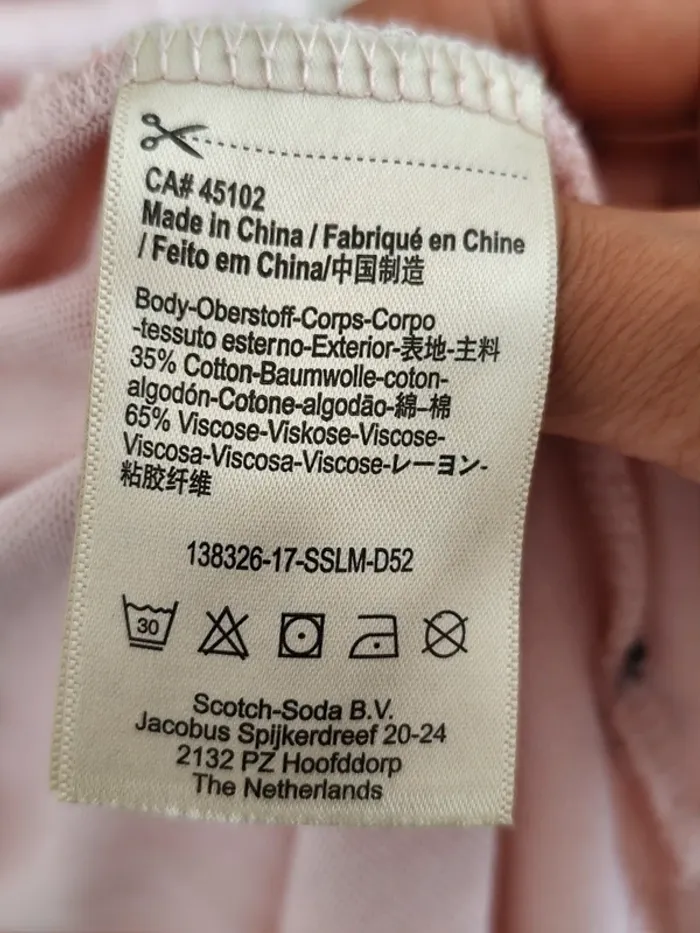 CA# 45102
Made in China / Fabriqué en Chine
/ Feito em China/中国制造
Body-Oberstoff-Corps-Corpo
-tessuto esterno-Exterior-表地-主料
35% Cotton-Baumwolle-coton-
algodón-Cotone-algodão-綿-棉
65% Viscose-Viskose-Viscose-
Viscosa-Viscosa-Viscose-レーヨン-
粘胶纤维
138326-17-SSLM-D52
30
Scotch-Soda B.V.
Jacobus Spijkerdreef 20-24
2132 PZ Hoofddorp
The Netherlands